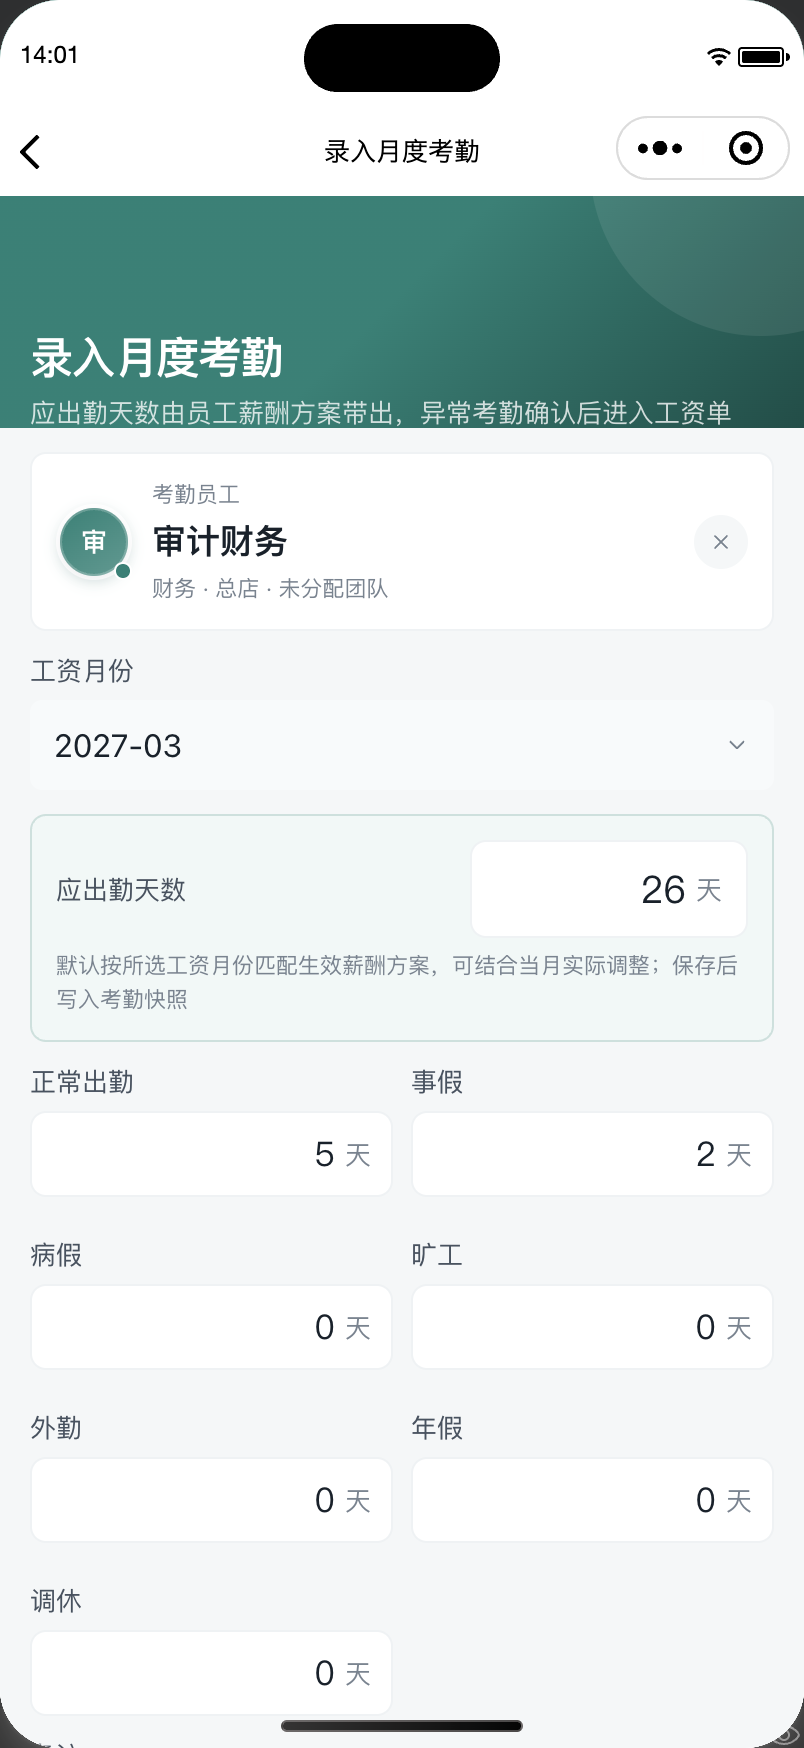 14:01
录入月度考勤
录入月度考勤
应出勤天数由员工薪酬方案带出，异常考勤确认后进入工资单
审
考勤员工
审计财务
财务 · 总店 · 未分配团队
工资月份
2027-03
应出勤天数
26 天
默认按所选工资月份匹配生效薪酬方案，可结合当月实际调整；保存后
写入考勤快照
正常出勤
事假
5 天
2 天
病假
旷工
0 天
0 天
外勤
年假
0 天
0 天
调休
0 天